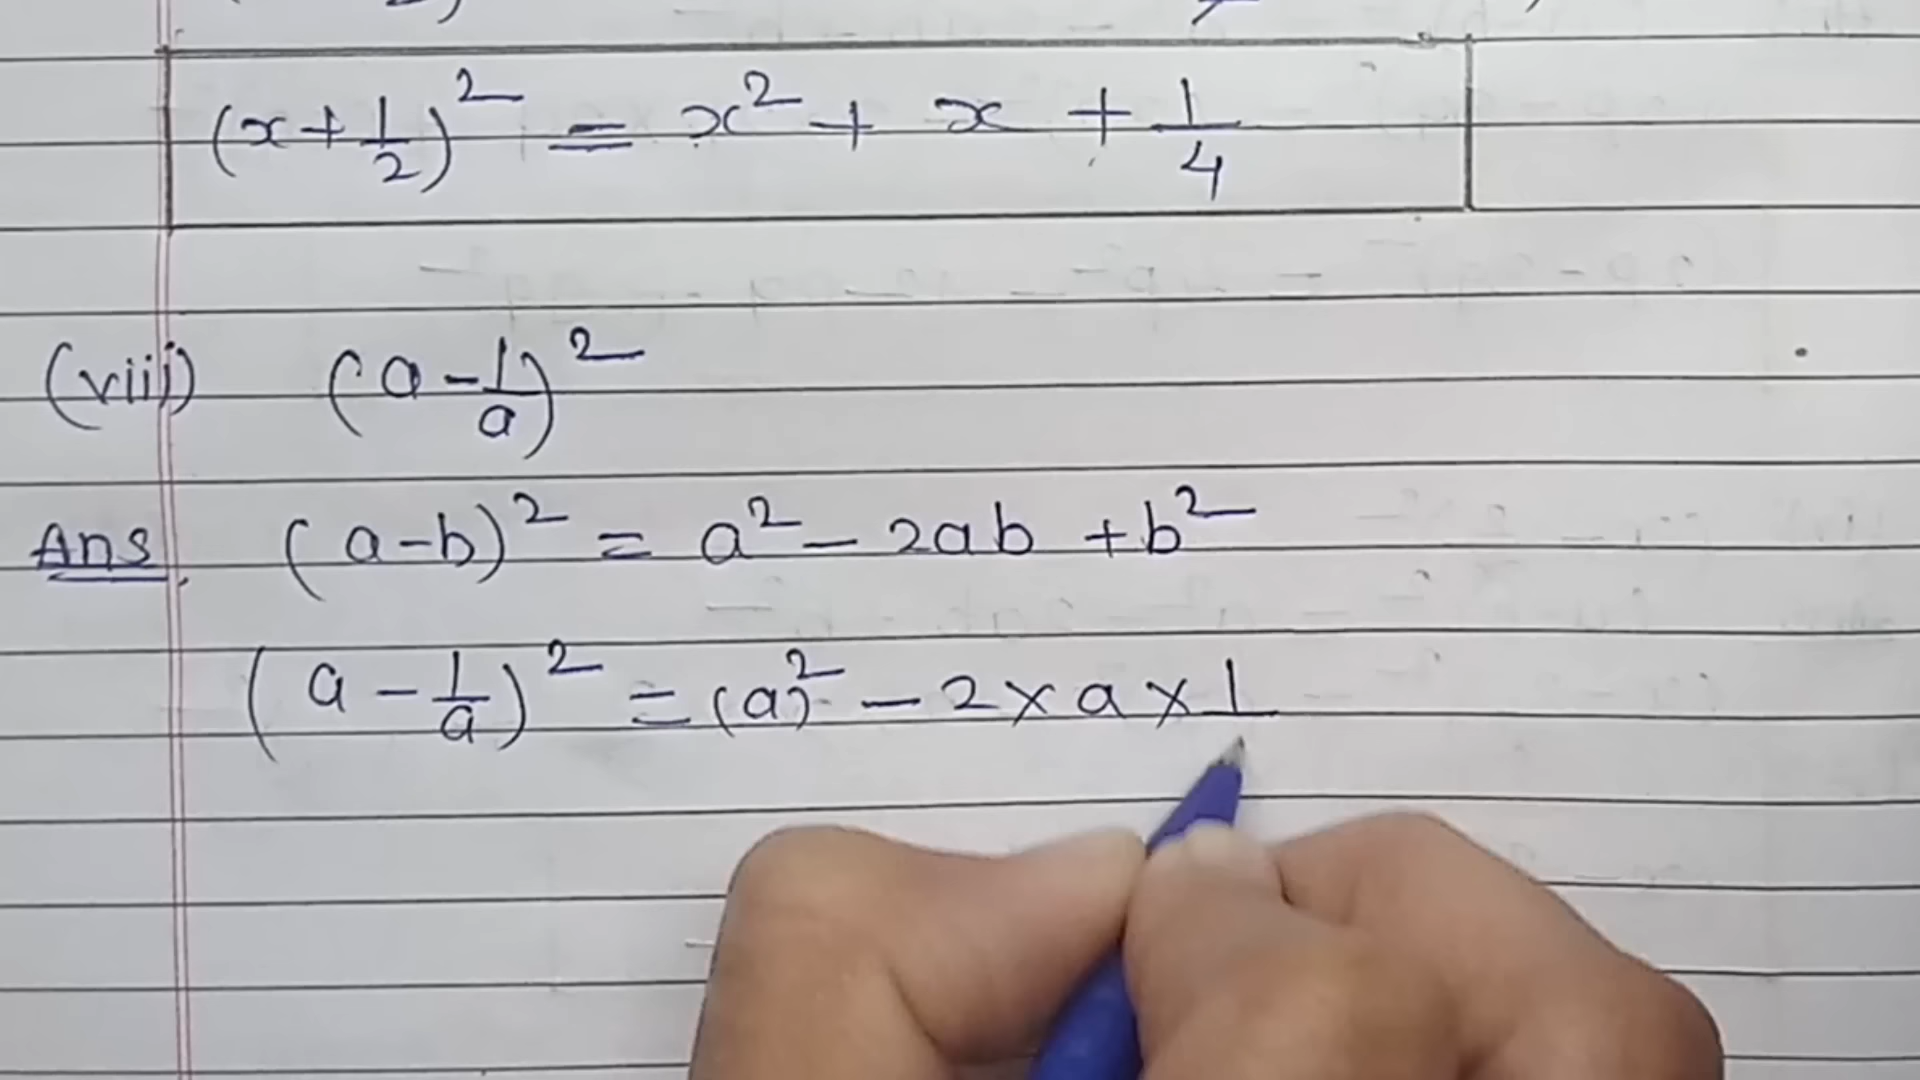 (x+1/2)² = x² + x + 1/4
(viii) (a-1/a)²
Ans. (a-b)² = a² - 2ab + b²
(a - 1/a)² = (a)² - 2×a×1